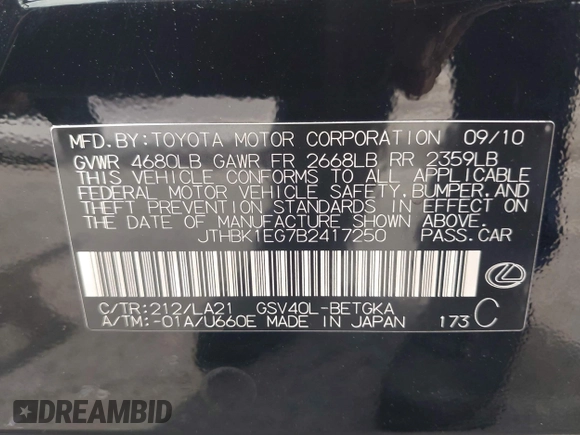 MFD. BY: TOYOTA MOTOR CORPORATION 09/10
GVWR 4680LB GAWR FR 2668LB RR 2359LB
THIS VEHICLE CONFORMS TO ALL APPLICABLE
FEDERAL MOTOR VEHICLE SAFETY, BUMPER, AND
THEFT PREVENTION STANDARDS IN EFFECT ON
THE DATE OF MANUFACTURE SHOWN ABOVE.
JTHBK1EG7B2417250 PASS. CAR
C/TR: 212/LA21 GSV40L-BETGKA
A/TM: -01A/U660E MADE IN JAPAN 173 C
DREAMBID